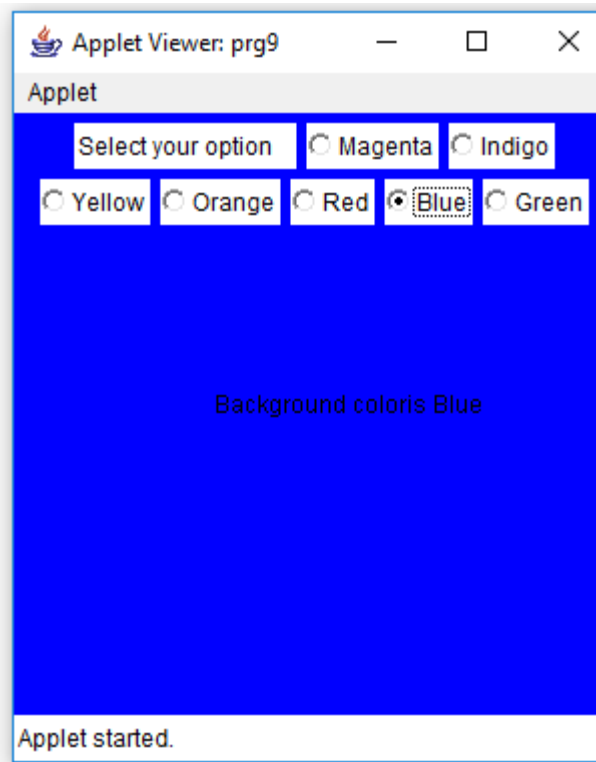 Applet Viewer: prg9
Applet
Select your option Magenta Indigo
Yellow Orange Red Blue Green
Background coloris Blue
Applet started.